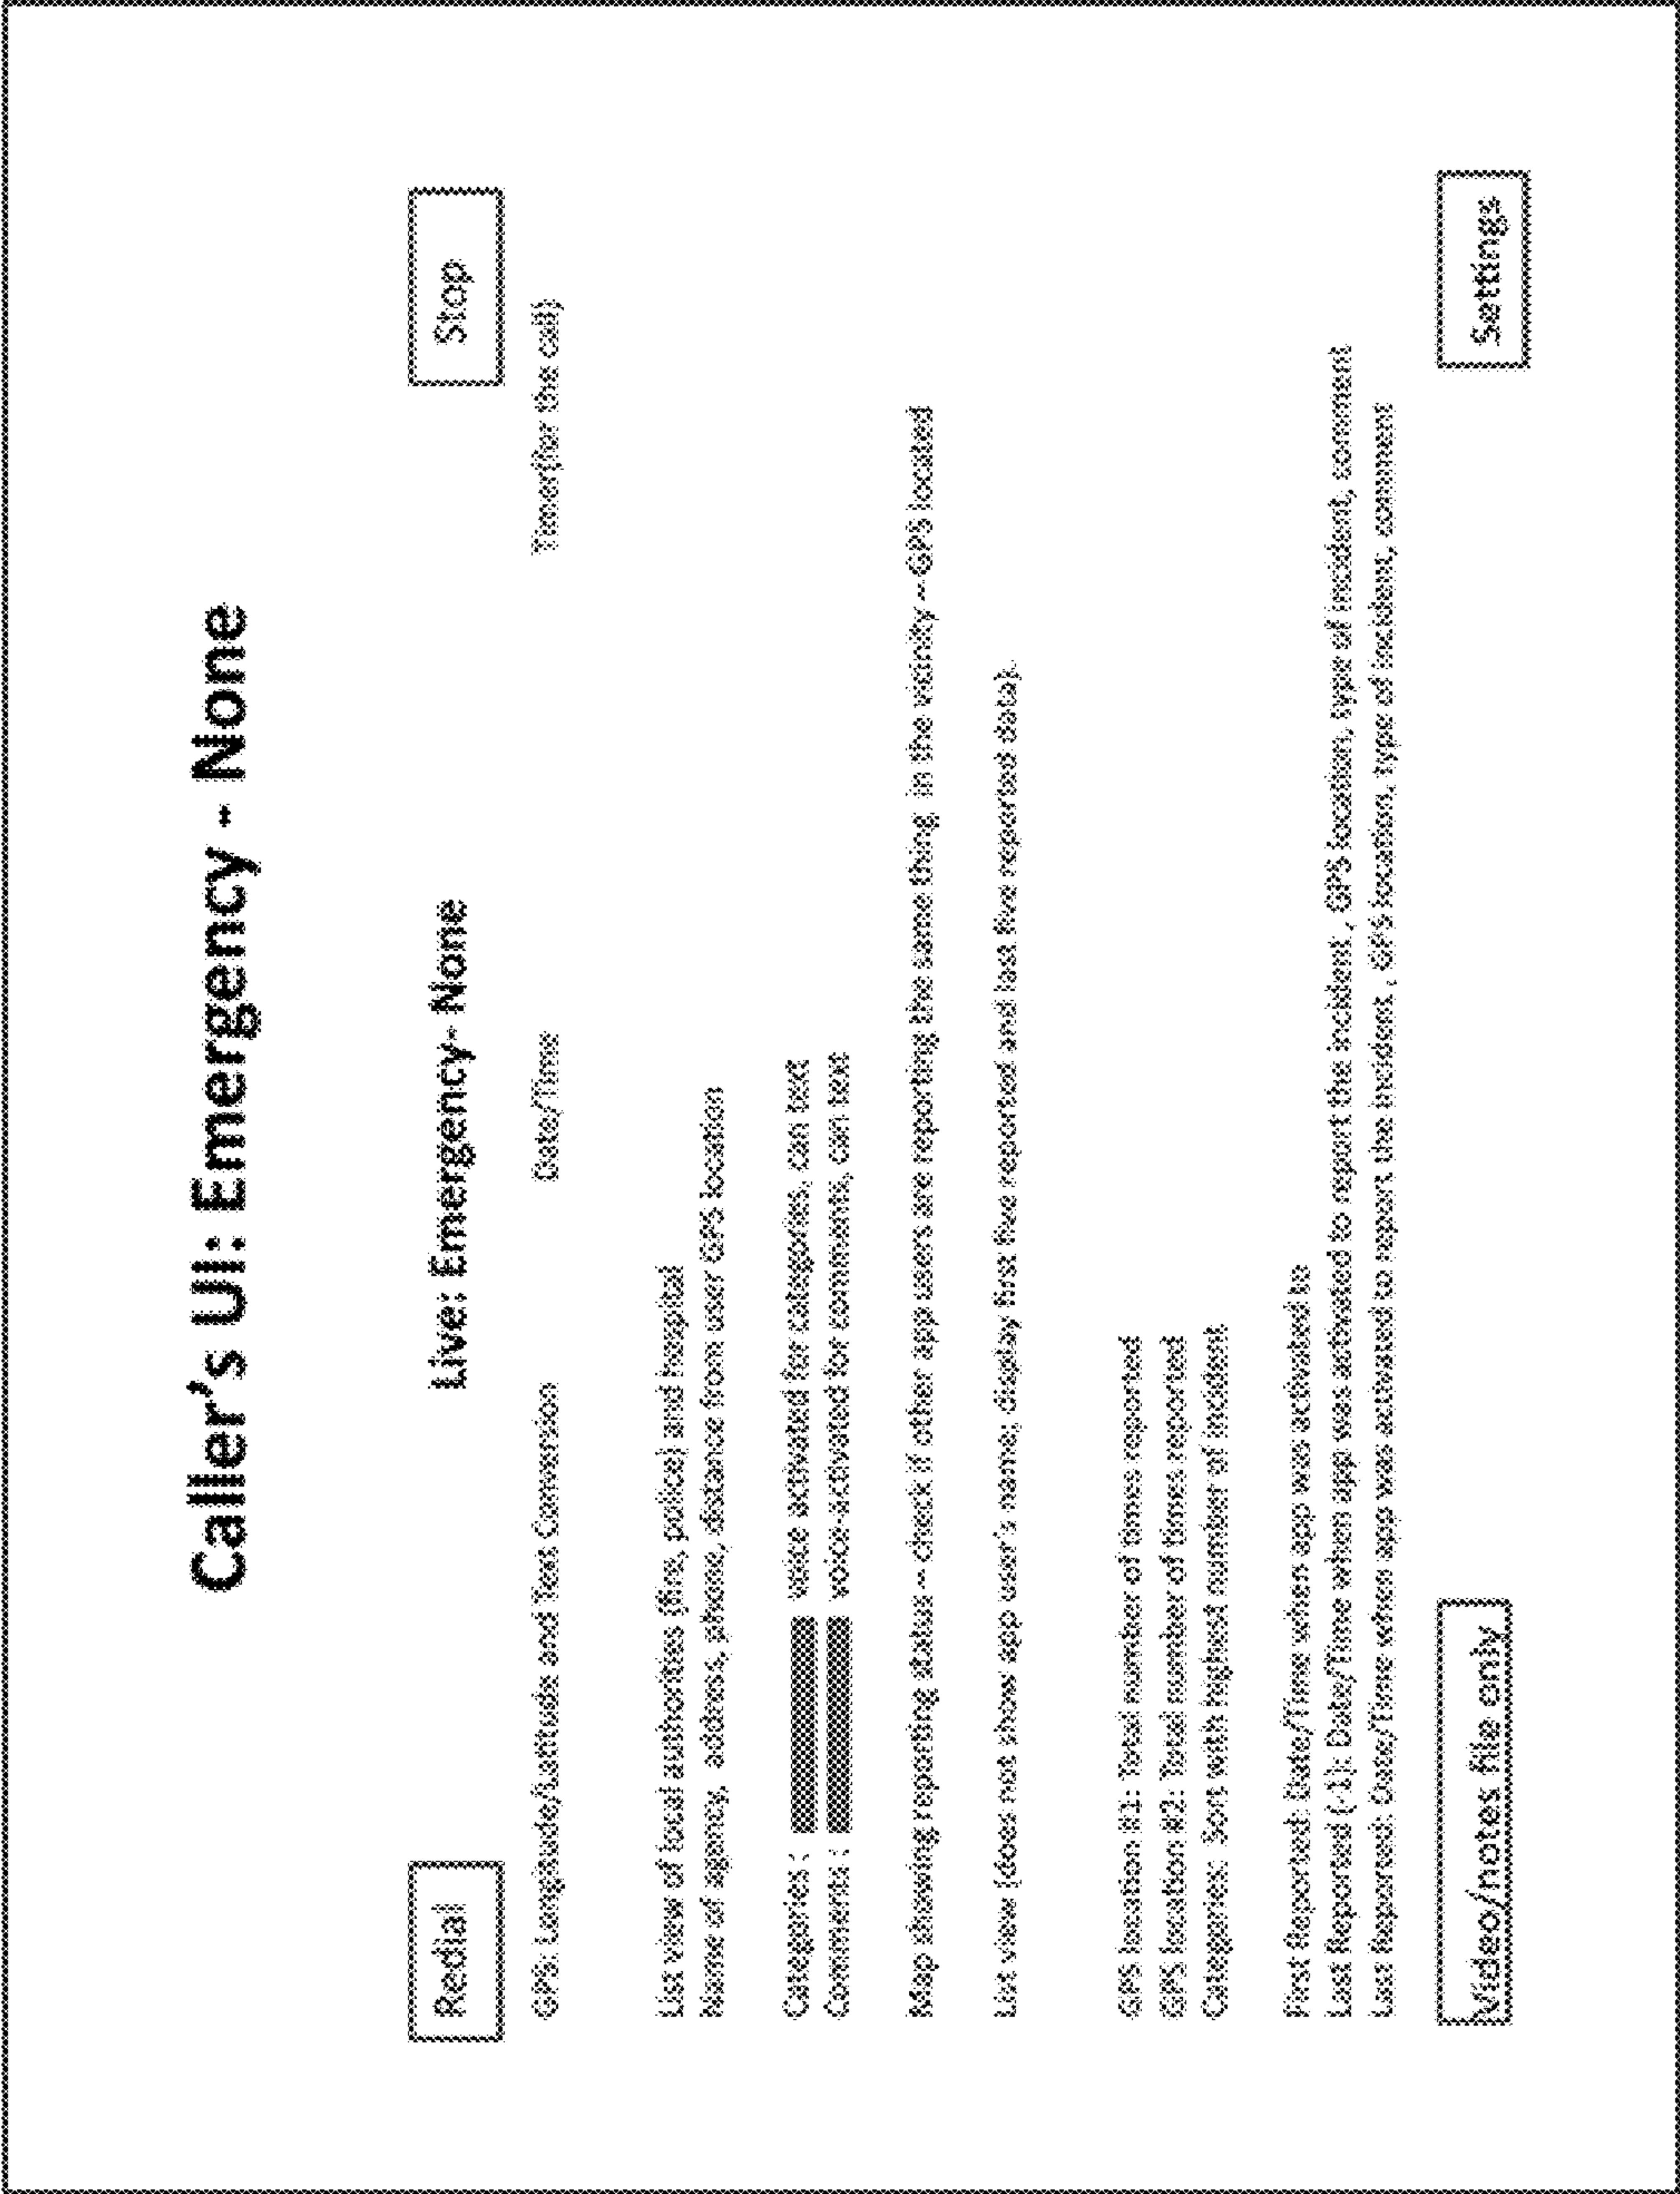 Caller's UI: Emergency - None
Redial
Live: Emergency- None
Stop
GPS: Longitude/Latitude and Text Conversion
Date/Time
Timer(for the call)
List view of local authorities (fire, police) and hospital
Name of agency, address, phone, distance from user GPS location
Categories : voice activated for categories, can text
Comments : voice-activated for comments, can text
Map showing reporting status -- check if other app users are reporting the same thing in the vicinity -- GPS located
List view (does not show app user's name; display first five reported and last five reported data).
GPS location #1: Total number of times reported
GPS location #2: Total number of times reported
Categories: Sort with highest number of incident
First Reported: Date/Time when app was activated to
Last Reported (-1): Date/Time when app was activated to report the incident , GPS location, type of incident, comment
Last Reported: Date/Time when app was activated to report the incident , GPS location, type of incident, comment
Video/notes file only
Settings